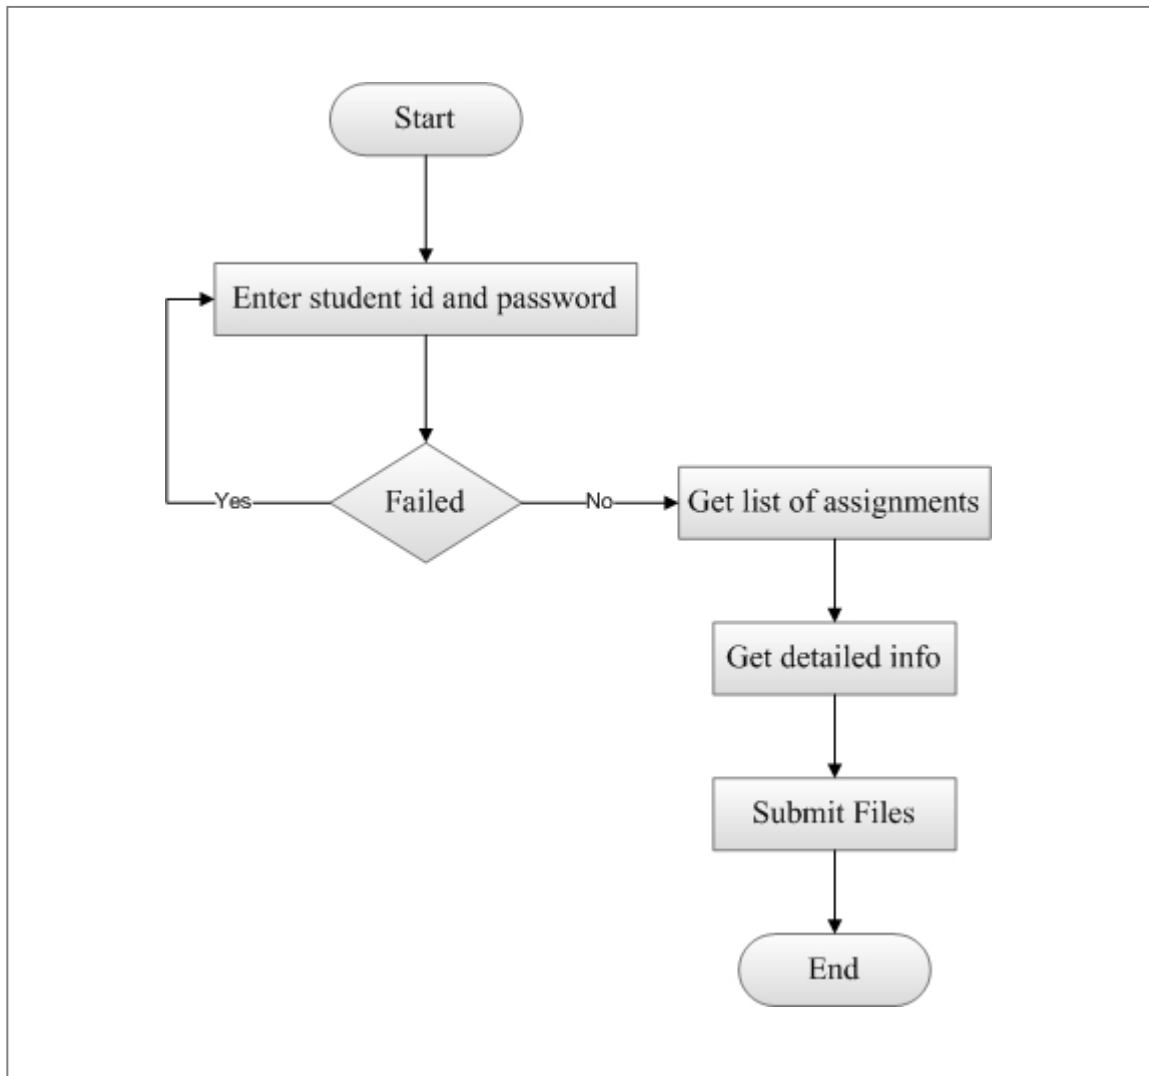 Start
Enter student id and password
Yes
Failed
No
Get list of assignments
Get detailed info
Submit Files
End